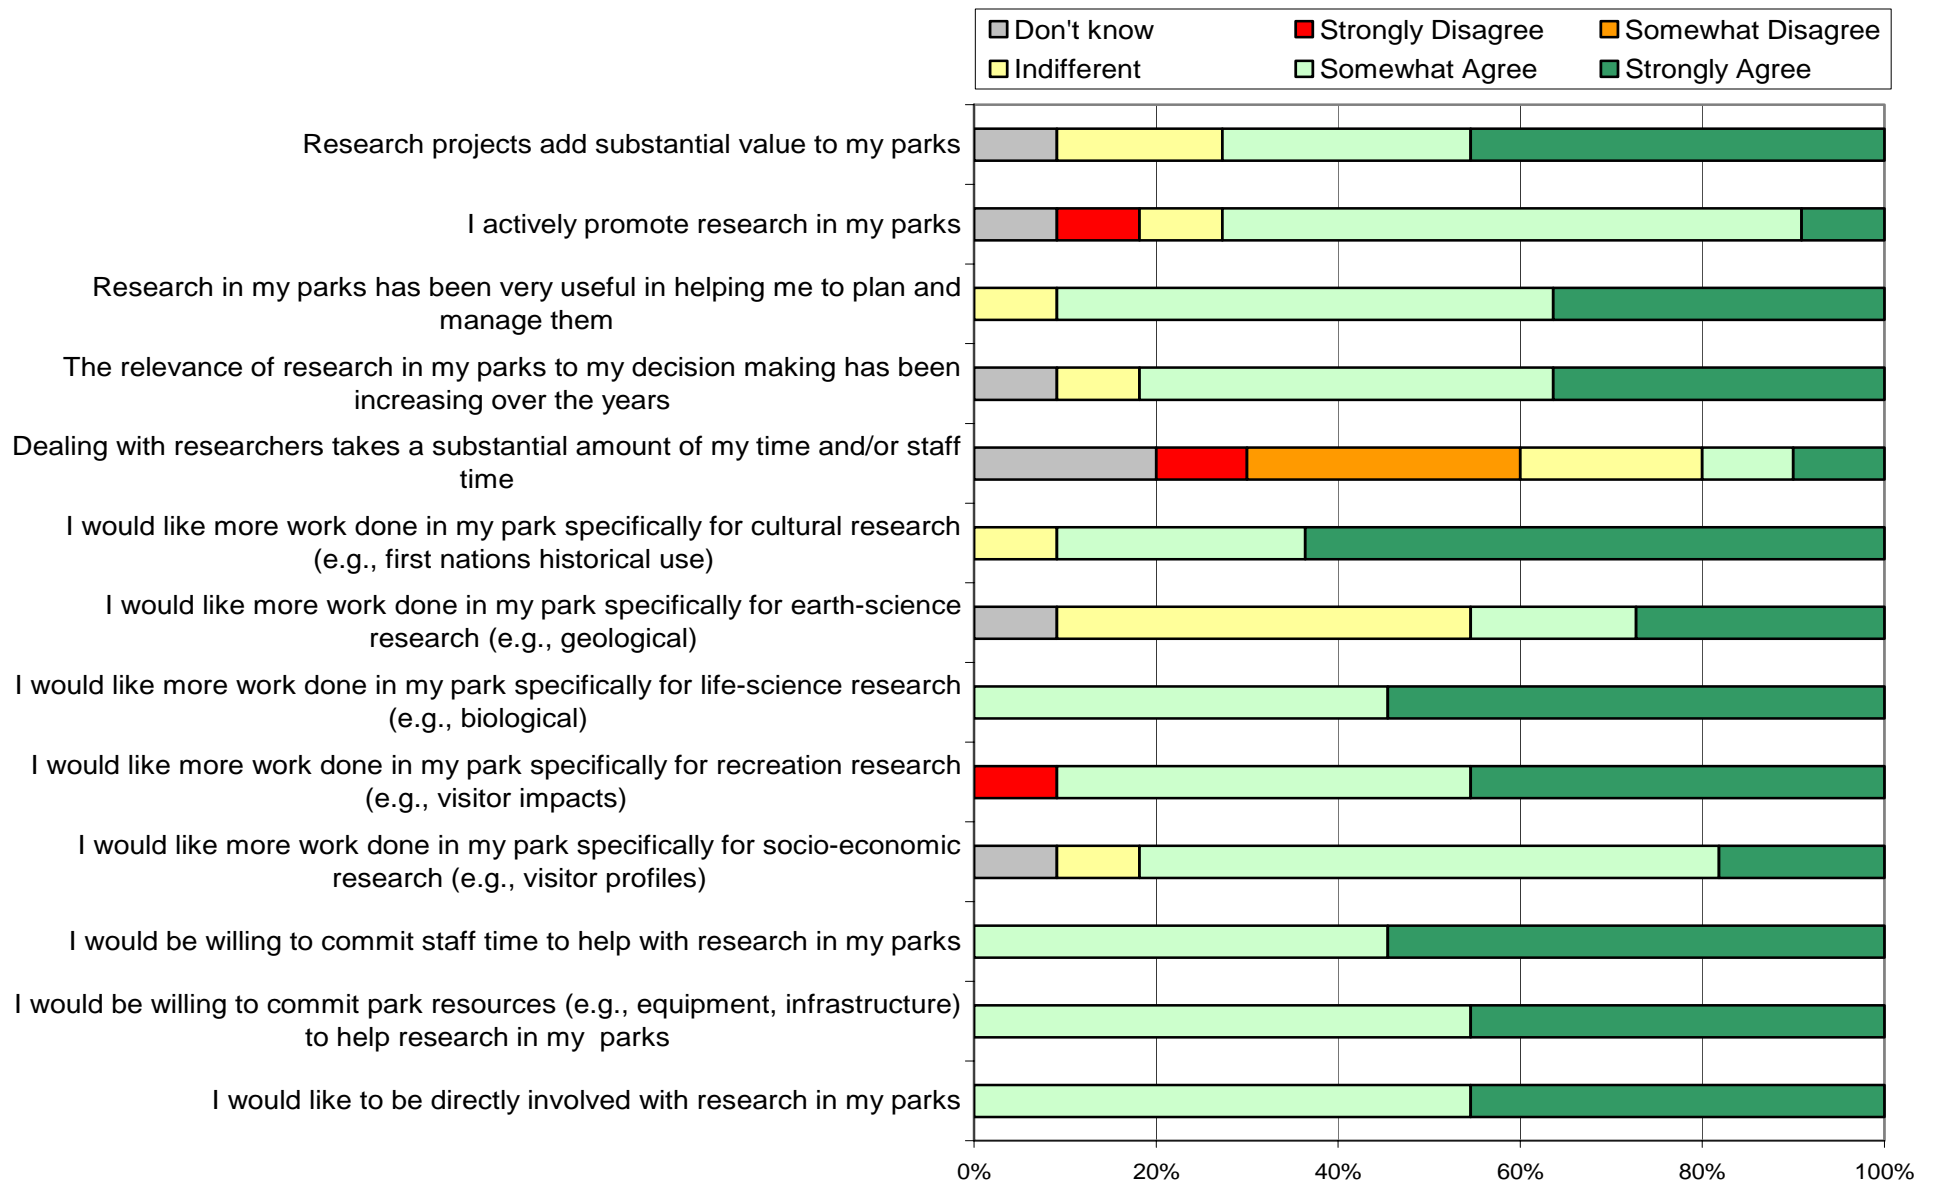 Don't know Strongly Disagree Somewhat Disagree
Indifferent Somewhat Agree Strongly Agree
Research projects add substantial value to my parks
I actively promote research in my parks
Research in my parks has been very useful in helping me to plan and
manage them
The relevance of research in my parks to my decision making has been
increasing over the years
Dealing with researchers takes a substantial amount of my time and/or staff
time
I would like more work done in my park specifically for cultural research
(e.g., first nations historical use)
I would like more work done in my park specifically for earth-science
research (e.g., geological)
I would like more work done in my park specifically for life-science research
(e.g., biological)
I would like more work done in my park specifically for recreation research
(e.g., visitor impacts)
I would like more work done in my park specifically for socio-economic
research (e.g., visitor profiles)
I would be willing to commit staff time to help with research in my parks
I would be willing to commit park resources (e.g., equipment, infrastructure)
to help research in my  parks
I would like to be directly involved with research in my parks
0% 20% 40% 60% 80% 100%